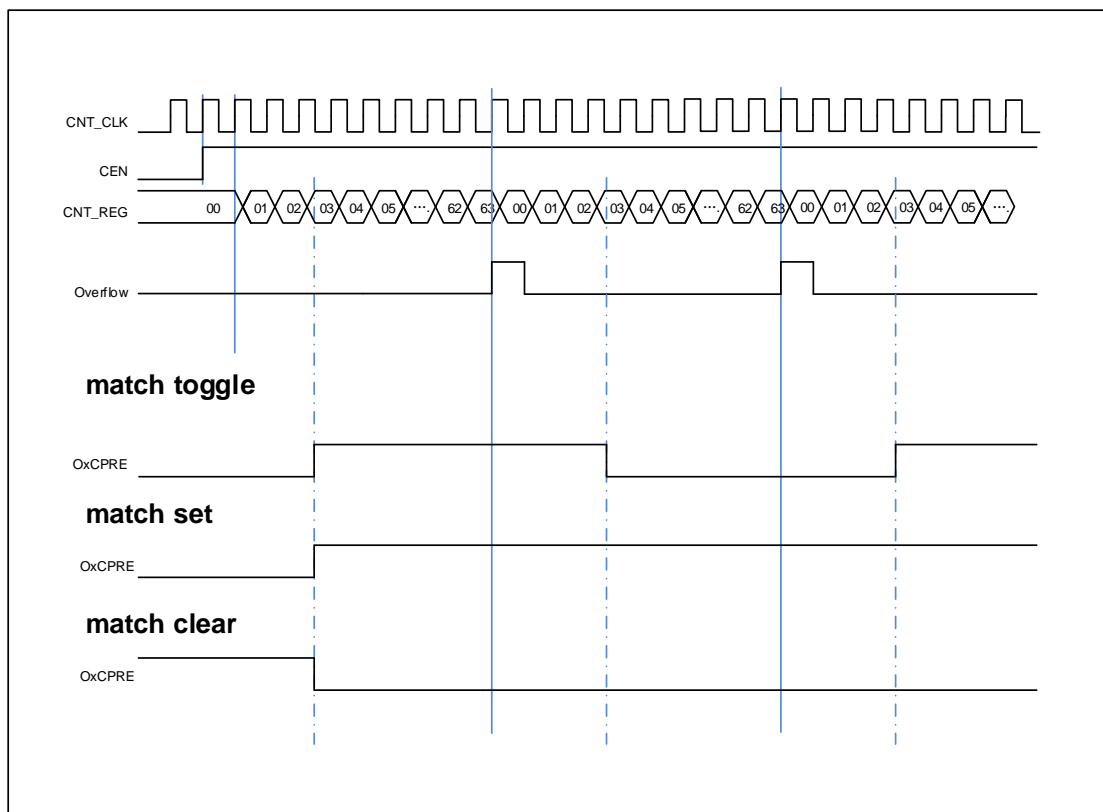 CNT_CLK
CEN
CNT_REG 00 01 02 03 04 05 ···. 62 63 00 01 02 03 04 05 ···. 62 63 00 01 02 03 04 05 ···.
Overflow
match toggle
OxCPRE
match set
OxCPRE
match clear
OxCPRE